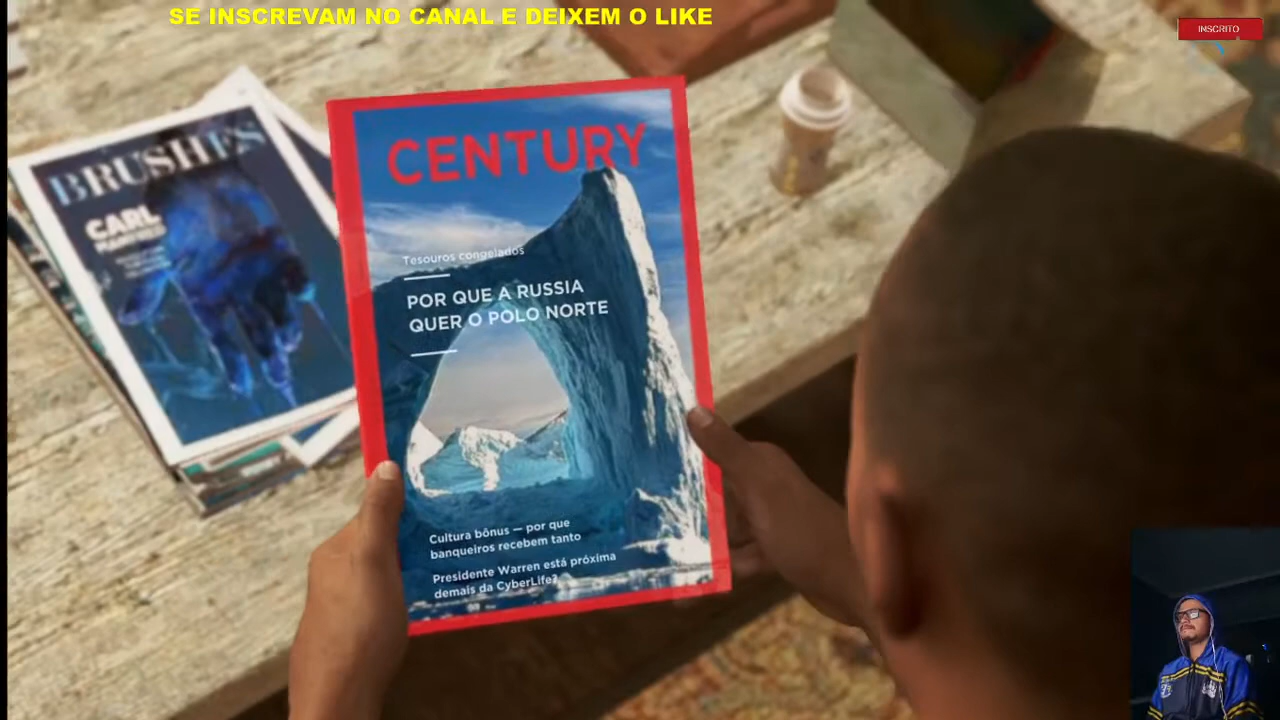 SE INSCREVAM NO CANAL E DEIXEM O LIKE
INSCRITO
BRUSHES
CARL
CENTURY
Tesouros congelados
POR QUE A RUSSIA
QUER O POLO NORTE
Cultura bônus — por que
banqueiros recebem tanto
Presidente Warren está próxima
demais da CyberLife?